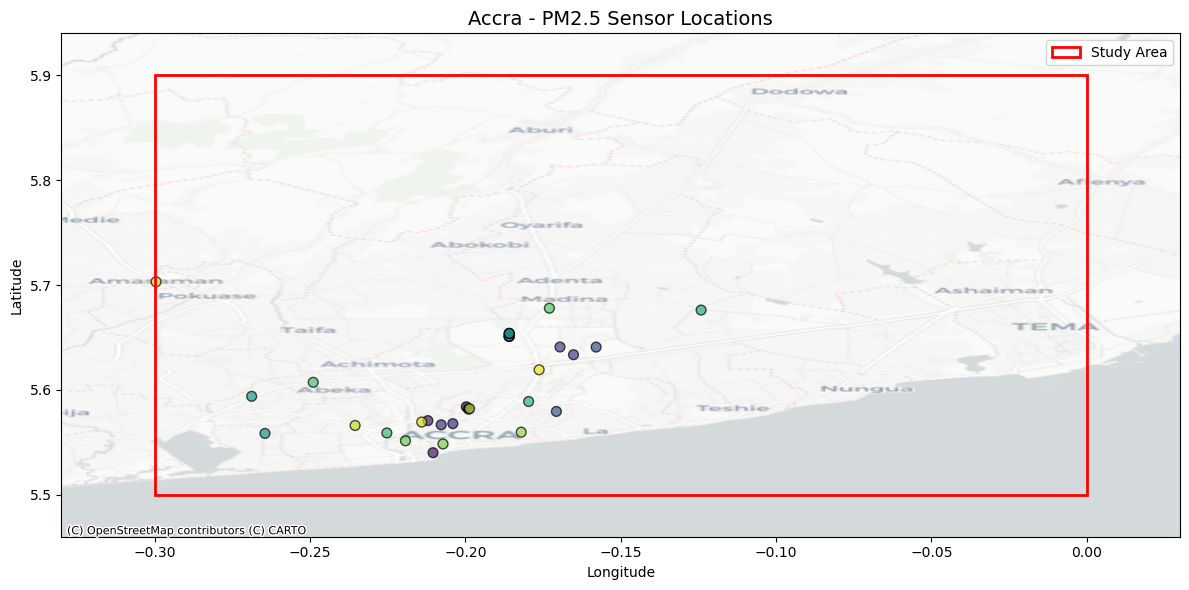 Accra - PM2.5 Sensor Locations
Study Area
5.9
5.8
5.7
5.6
5.5
Latitude
Dodowa
Aburi
Afienya
Medie
Oyarifa
Abokobi
Amasaman
Adenta
Pokuase
Madina
Ashaiman
Taifa
TEMA
Achimota
Abeka
Nungua
Teshie
ija
ACCRA
La
(C) OpenStreetMap contributors (C) CARTO
−0.30
−0.25
−0.20
−0.15
−0.10
−0.05
0.00
Longitude